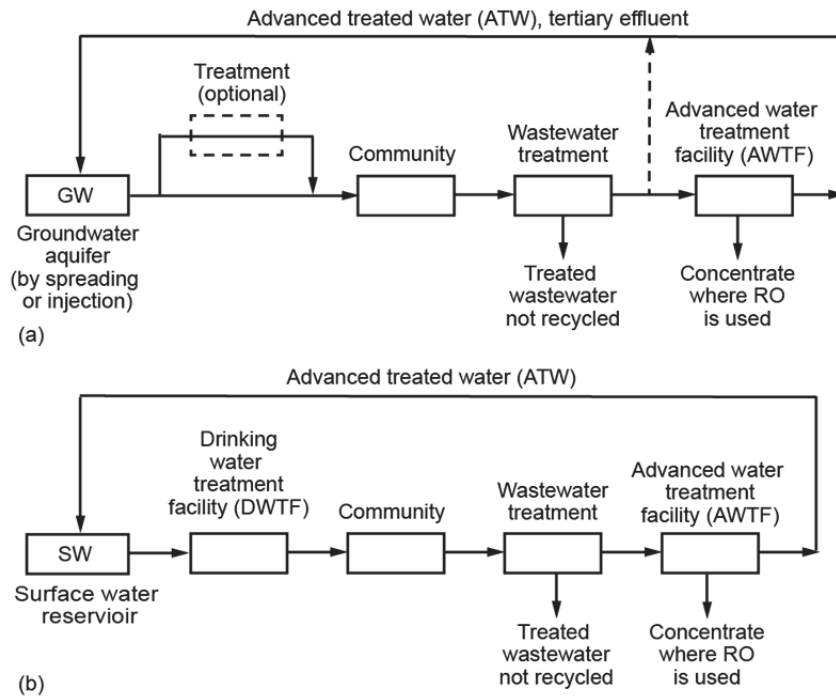 Advanced treated water (ATW), tertiary effluent
Treatment
(optional)
Community
Wastewater
treatment
Advanced water
treatment
facility (AWTF)
GW
Groundwater
aquifer
(by spreading
or injection)
Treated
wastewater
not recycled
Concentrate
where RO
is used
(a)
Advanced treated water (ATW)
Drinking
water
treatment
facility (DWTF)
Community
Wastewater
treatment
Advanced water
treatment
facility (AWTF)
SW
Surface water
reservioir
Treated
wastewater
not recycled
Concentrate
where RO
is used
(b)